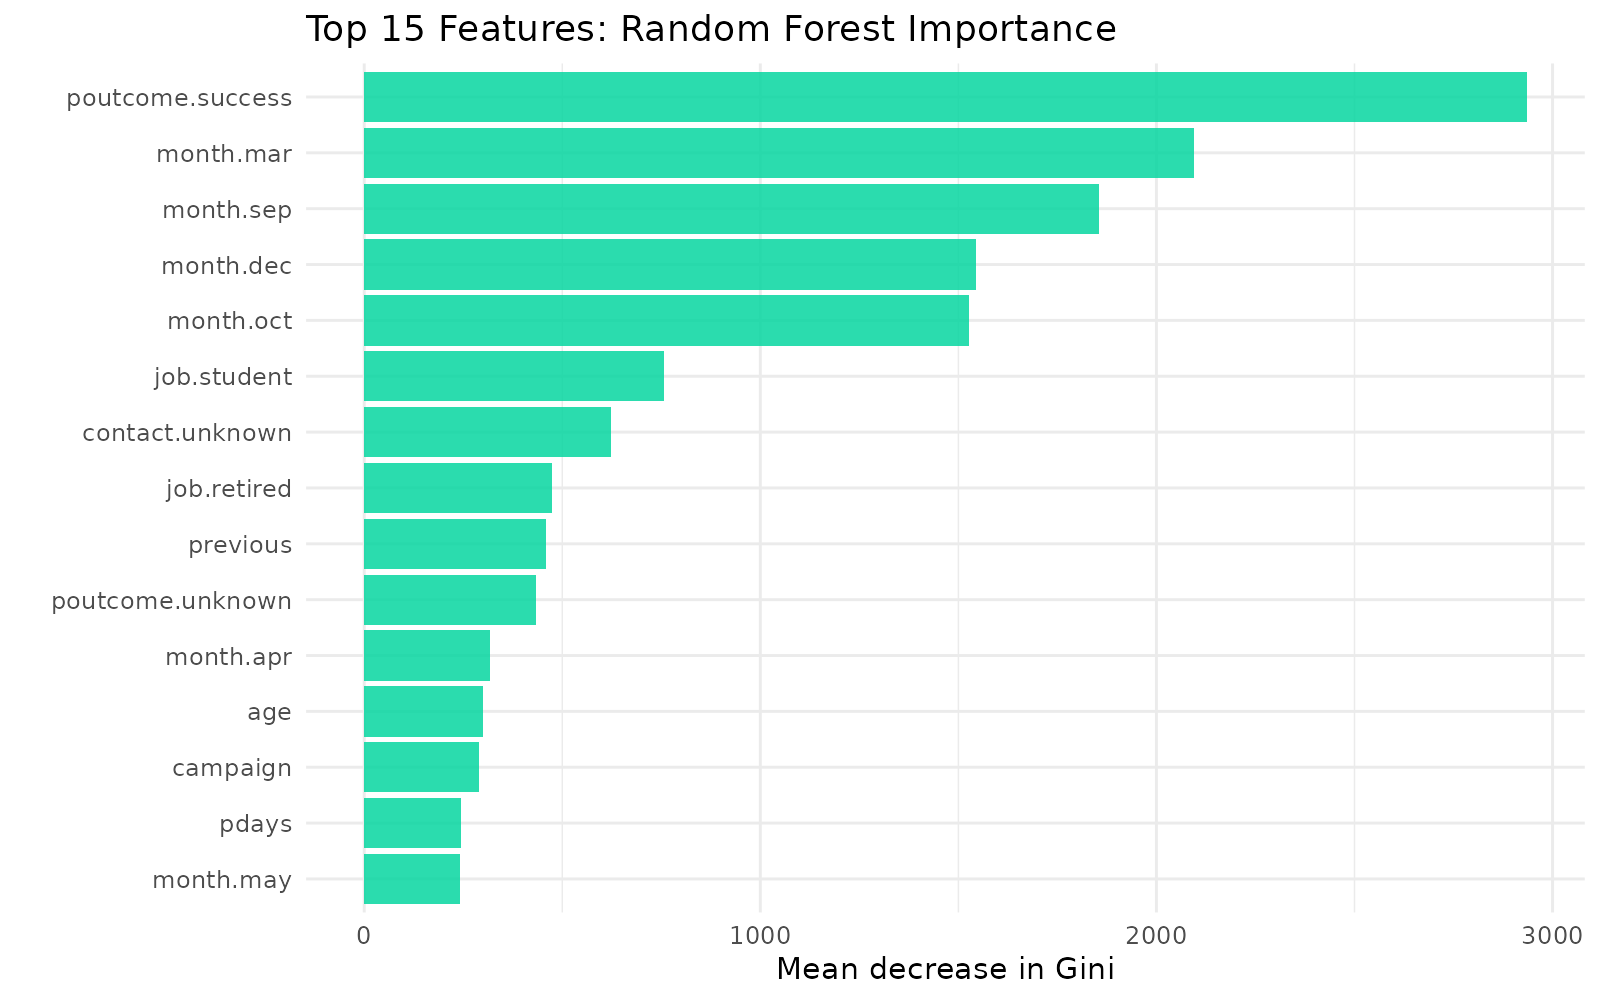 Top 15 Features: Random Forest Importance
poutcome.success
month.mar
month.sep
month.dec
month.oct
job.student
contact.unknown
job.retired
previous
poutcome.unknown
month.apr
age
campaign
pdays
month.may
0 1000 2000 3000
Mean decrease in Gini